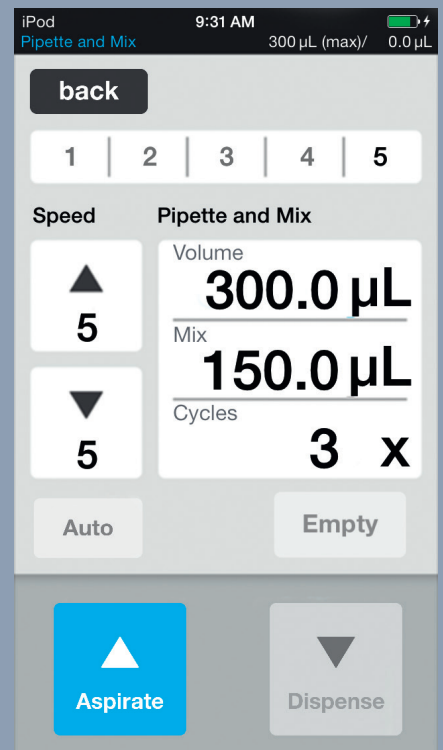 iPod 9:31 AM
Pipette and Mix 300 µL (max)/ 0.0 µL
back
1 2 3 4 5
Speed Pipette and Mix
Volume
300.0 µL
5
Mix
150.0 µL
Cycles
5 3 x
Auto Empty
Aspirate Dispense